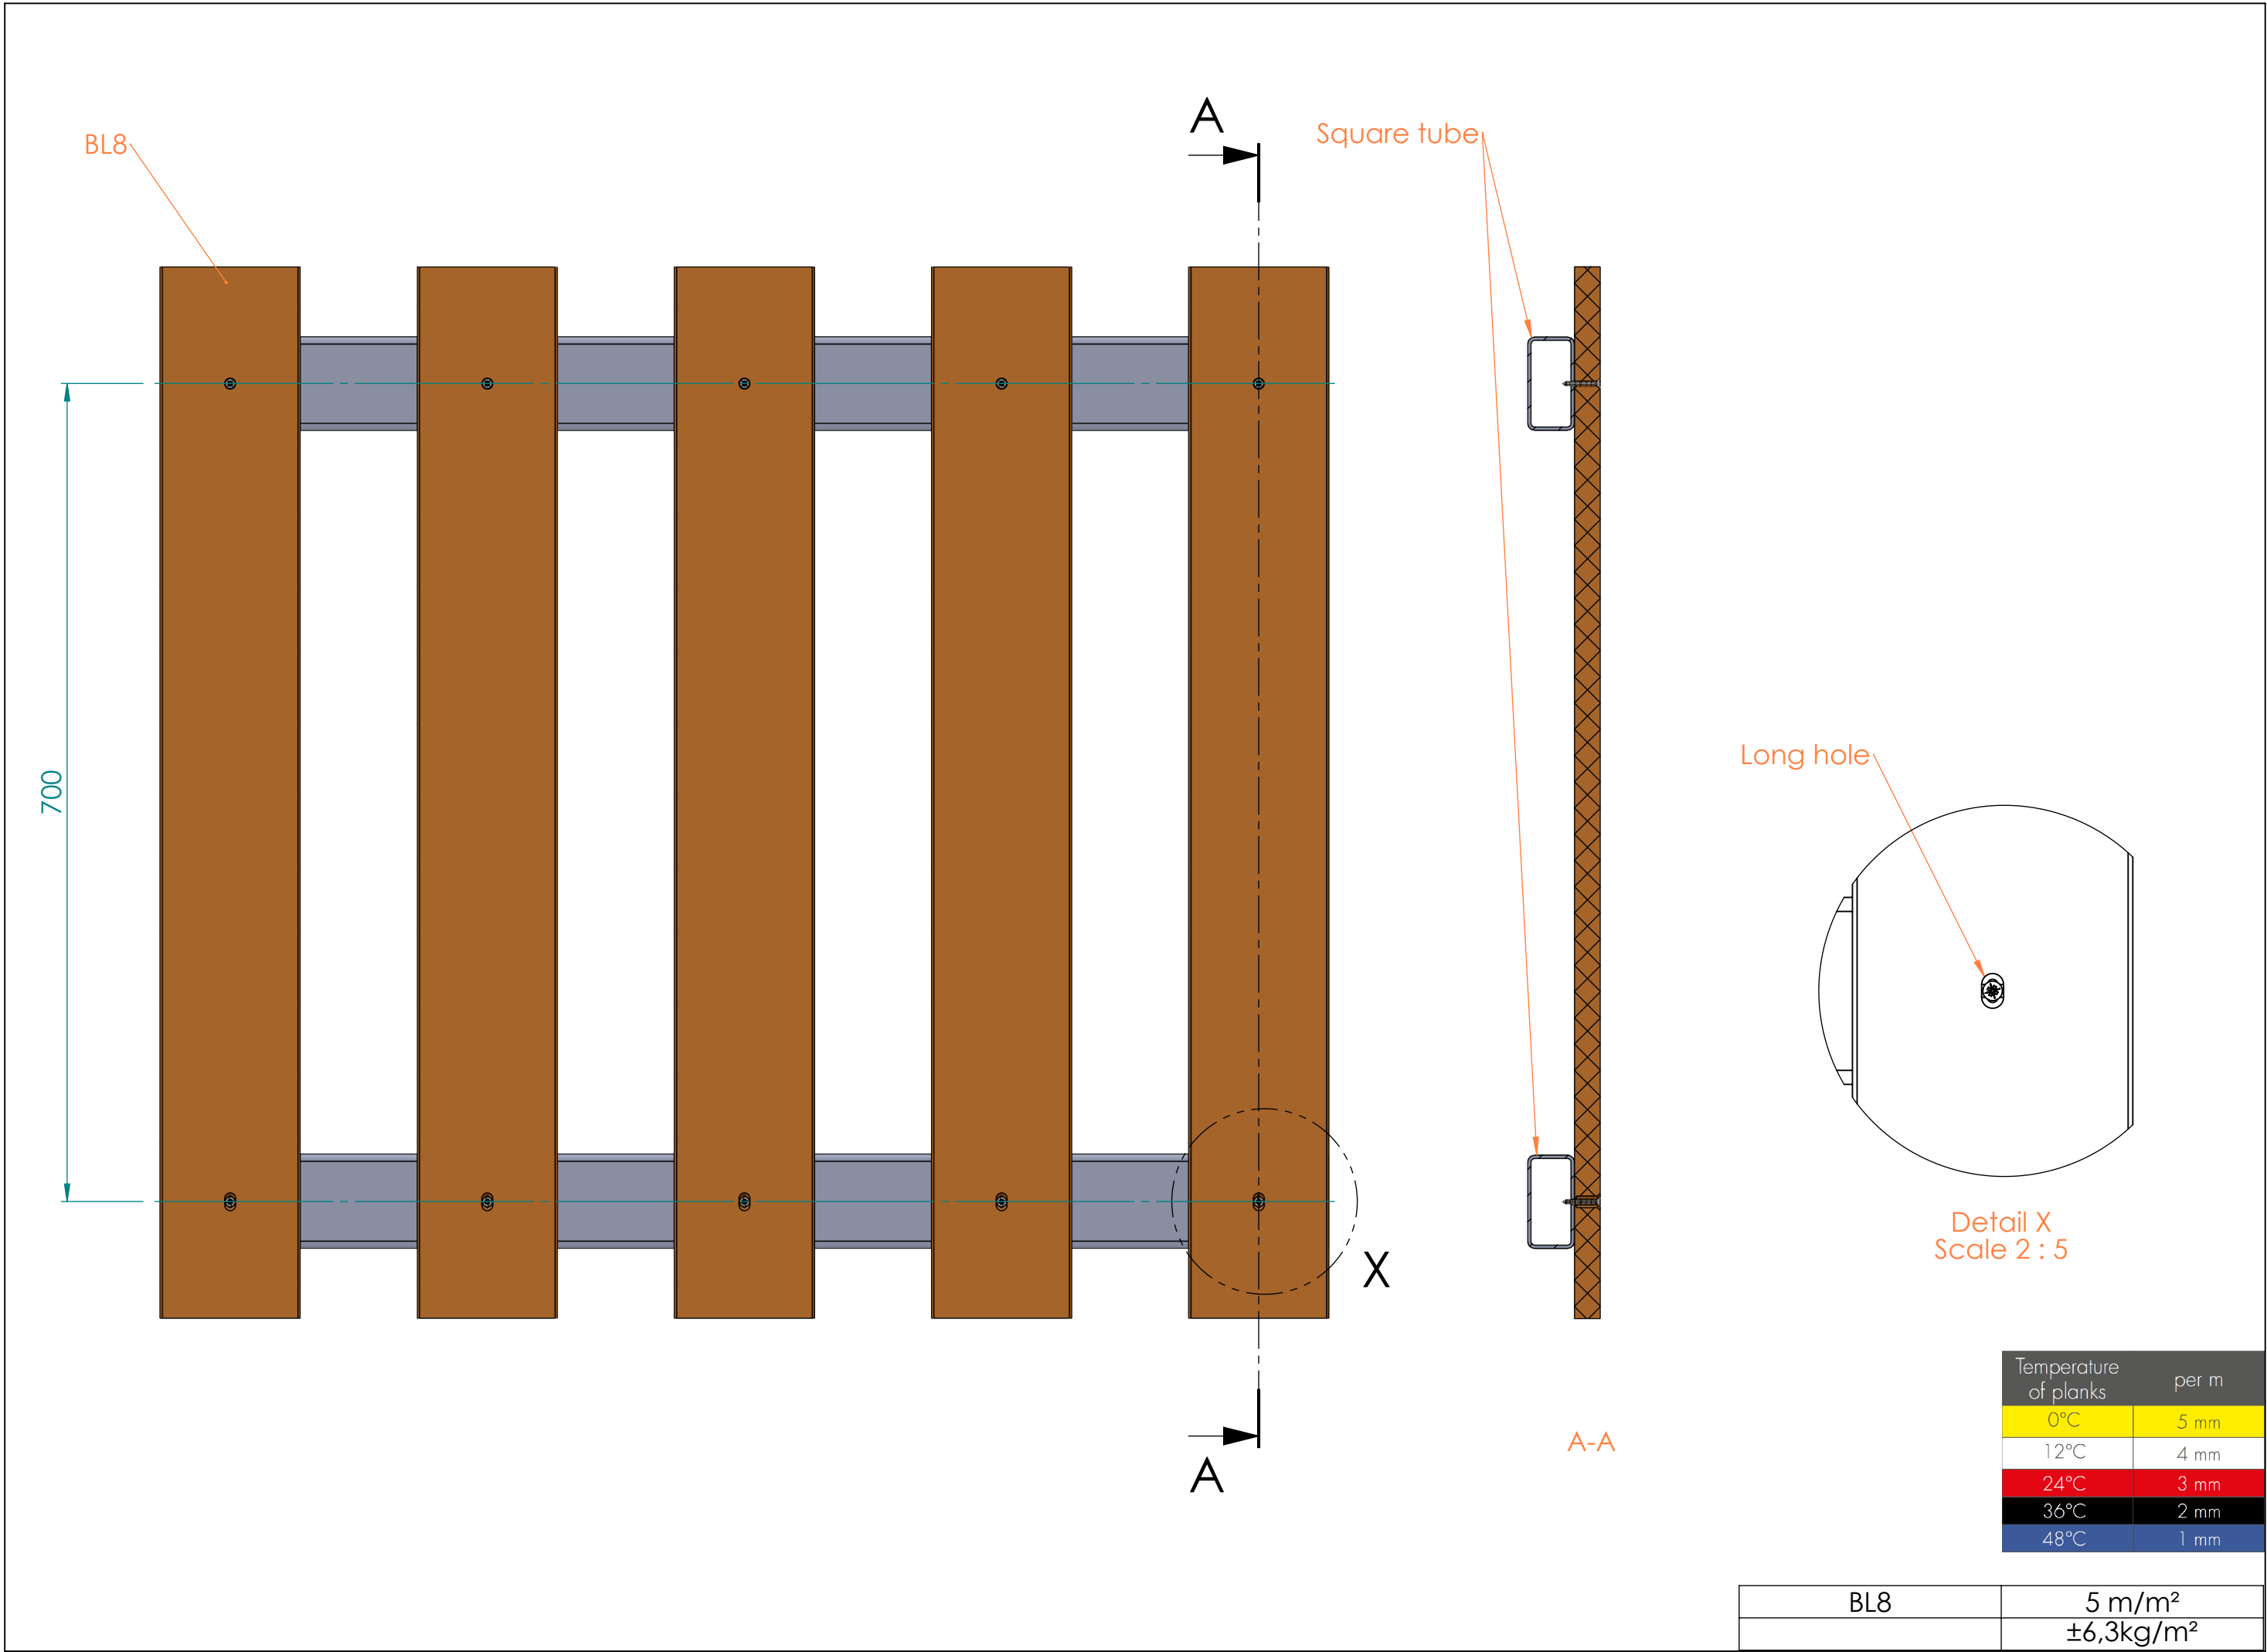 A
BL8
Square tube
700
Long hole
X
Detail X
Scale 2 : 5
A
A-A
Temperature of planks per m
0°C 5 mm
12°C 4 mm
24°C 3 mm
36°C 2 mm
48°C 1 mm
BL8 5 m/m²
±6,3kg/m²